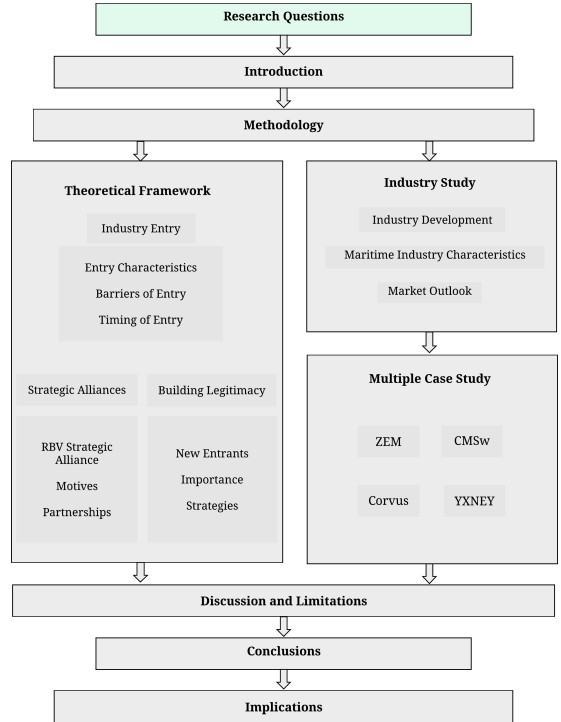 Research Questions
Introduction
Methodology
Theoretical Framework
Industry Entry
Entry Characteristics
Barriers of Entry
Timing of Entry
Strategic Alliances
Building Legitimacy
RBV Strategic
Alliance
Motives
Partnerships
New Entrants
Importance
Strategies
Industry Study
Industry Development
Maritime Industry Characteristics
Market Outlook
Multiple Case Study
ZEM
CMSw
Corvus
YXNEY
Discussion and Limitations
Conclusions
Implications